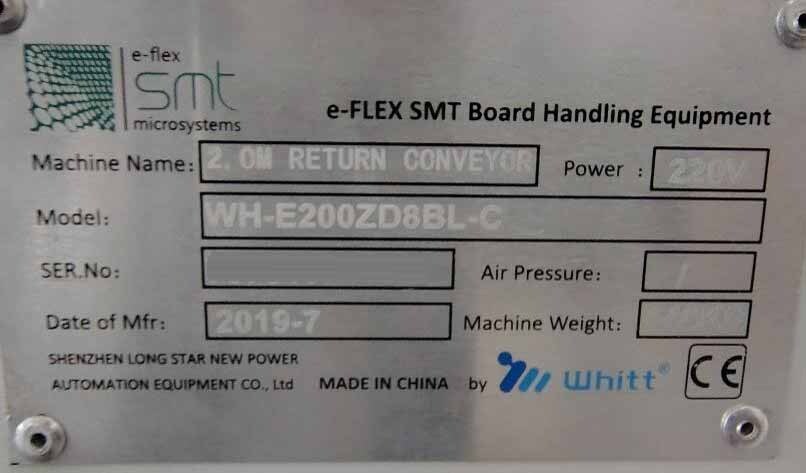 e-flex
smt
microsystems
e-FLEX SMT Board Handling Equipment
Machine Name: 2.0M RETURN CONVEYOR Power : 220V
Model: WH-E200ZD8BL-C
SER.No:
Air Pressure: /
Date of Mfr: 2019-7 Machine Weight:
SHENZHEN LONG STAR NEW POWER
AUTOMATION EQUIPMENT CO., Ltd MADE IN CHINA by Whitt® CE